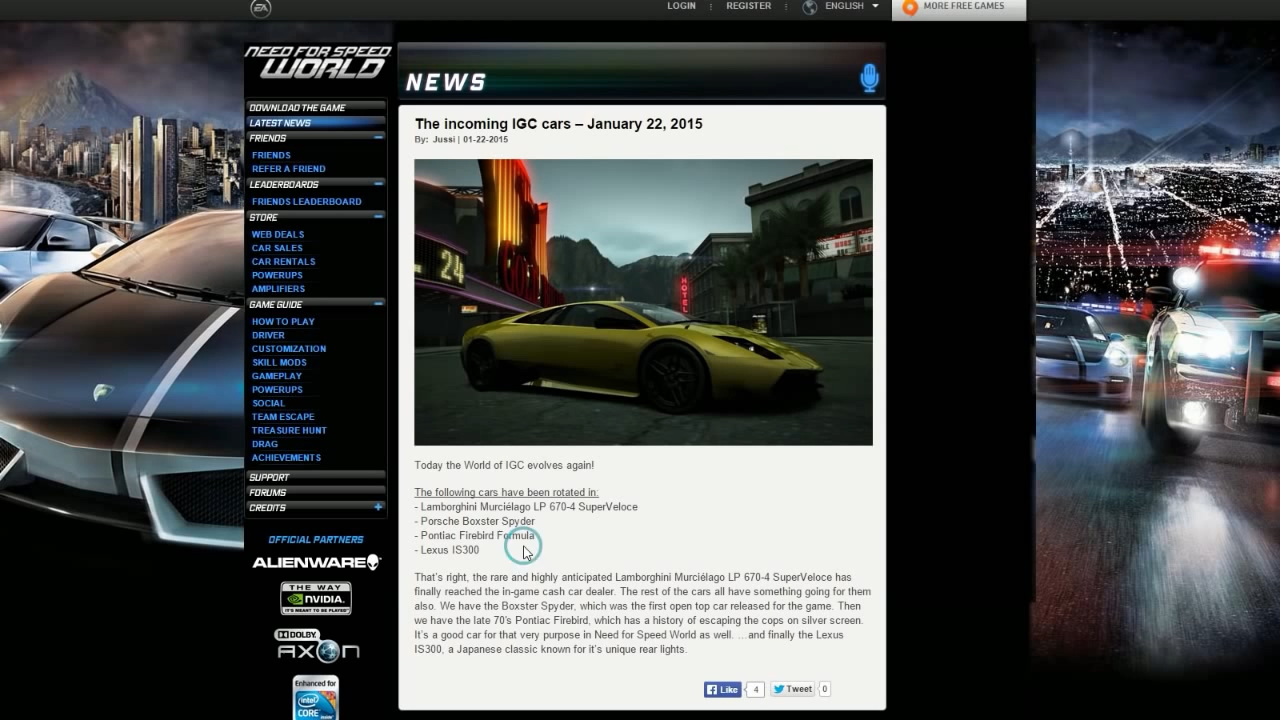 EA
LOGIN
REGISTER
ENGLISH
MORE FREE GAMES
NEED FOR SPEED
WORLD
DOWNLOAD THE GAME
LATEST NEWS
FRIENDS
FRIENDS
REFER A FRIEND
LEADERBOARDS
FRIENDS LEADERBOARD
STORE
WEB DEALS
CAR SALES
CAR RENTALS
POWERUPS
AMPLIFIERS
GAME GUIDE
HOW TO PLAY
DRIVER
CUSTOMIZATION
SKILL MODS
GAMEPLAY
POWERUPS
SOCIAL
TEAM ESCAPE
TREASURE HUNT
DRAG
ACHIEVEMENTS
SUPPORT
FORUMS
CREDITS
OFFICIAL PARTNERS
ALIENWARE
THE WAY
NVIDIA.
IT'S MEANT TO BE PLAYED
DOLBY
AXON
Enhanced for
intel
CORE
NEWS
The incoming IGC cars – January 22, 2015
By: Jussi | 01-22-2015
24
HOTEL
Today the World of IGC evolves again!
The following cars have been rotated in:
- Lamborghini Murciélago LP 670-4 SuperVeloce
- Porsche Boxster Spyder
- Pontiac Firebird Formula
- Lexus IS300
That's right, the rare and highly anticipated Lamborghini Murciélago LP 670-4 SuperVeloce has
finally reached the in-game cash car dealer. The rest of the cars all have something going for them
also. We have the Boxster Spyder, which was the first open top car released for the game. Then
we have the late 70's Pontiac Firebird, which has a history of escaping the cops on silver screen.
It's a good car for that very purpose in Need for Speed World as well. …and finally the Lexus
IS300, a Japanese classic known for it's unique rear lights.
Like 4 Tweet 0